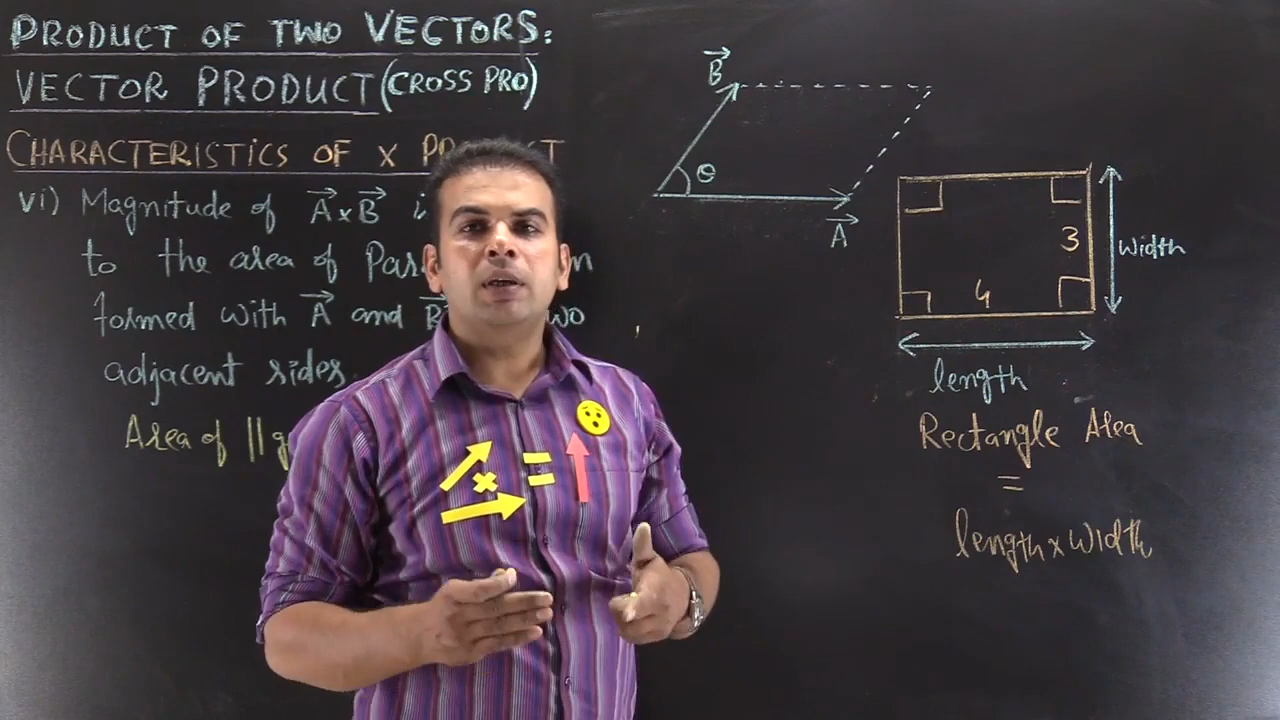 PRODUCT OF TWO VECTORS:
VECTOR PRODUCT (CROSS PRO)
CHARACTERISTICS OF X
vi) Magnitude of A⃗ x B⃗
to the area of
formed with A⃗ and
adjacent sides.
Area of ||g
B⃗
θ
A⃗
3
width
4
length
Rectangle Area
=
length x width
x =